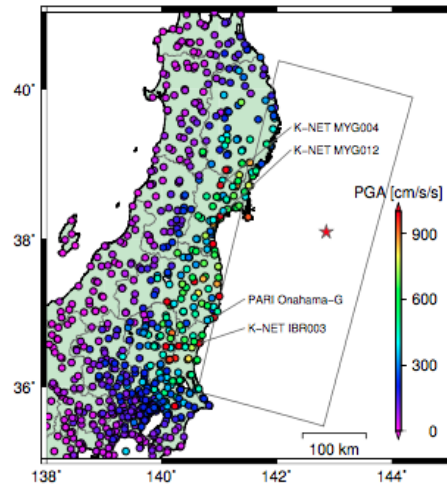 40°
K-NET MYG004
K-NET MYG012
PGA [cm/s/s]
900
38°
600
PARI Onahama-G
K-NET IBR003
300
36°
0
100 km
138°
140°
142°
144°